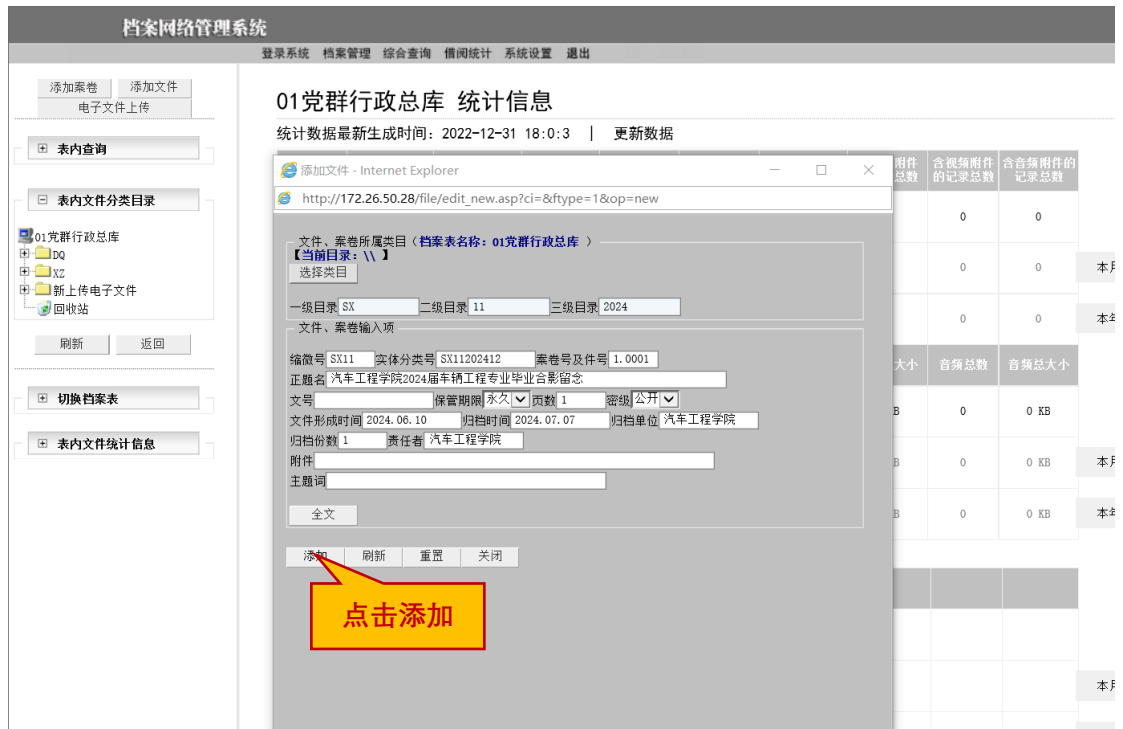 档案网络管理系统
登录系统 档案管理 综合查询 借阅统计 系统设置 退出
添加案卷 添加文件
电子文件上传
表内查询
表内文件分类目录
01党群行政总库
DQ
XZ
新上传电子文件
回收站
刷新 返回
切换档案表
表内文件统计信息
01党群行政总库 统计信息
统计数据最新生成时间: 2022-12-31 18:0:3 | 更新数据
添加文件 - Internet Explorer
http://172.26.50.28/file/edit_new.asp?ci=&ftype=1&op=new
文件、案卷所属类目(档案表名称: 01党群行政总库 )
【当前目录: \\ 】
选择类目
一级目录 SX 二级目录 11 三级目录 2024
文件、案卷输入项
缩微号 SX11 实体分类号 SX11202412 案卷号及件号 1.0001
正题名 汽车工程学院2024届车辆工程专业毕业合影留念
文号 保管期限 永久 页数 1 密级 公开
文件形成时间 2024.06.10 归档时间 2024.07.07 归档单位 汽车工程学院
归档份数 1 责任者 汽车工程学院
附件
主题词
全文
添加 刷新 重置 关闭
点击添加
附件 含视频附件 含音频附件的
总数 的记录总数 记录总数
0 0
0 0 本月
0 0 本年
大小 音频总数 音频总大小
B 0 0 KB
B 0 0 KB 本月
B 0 0 KB 本年
本月